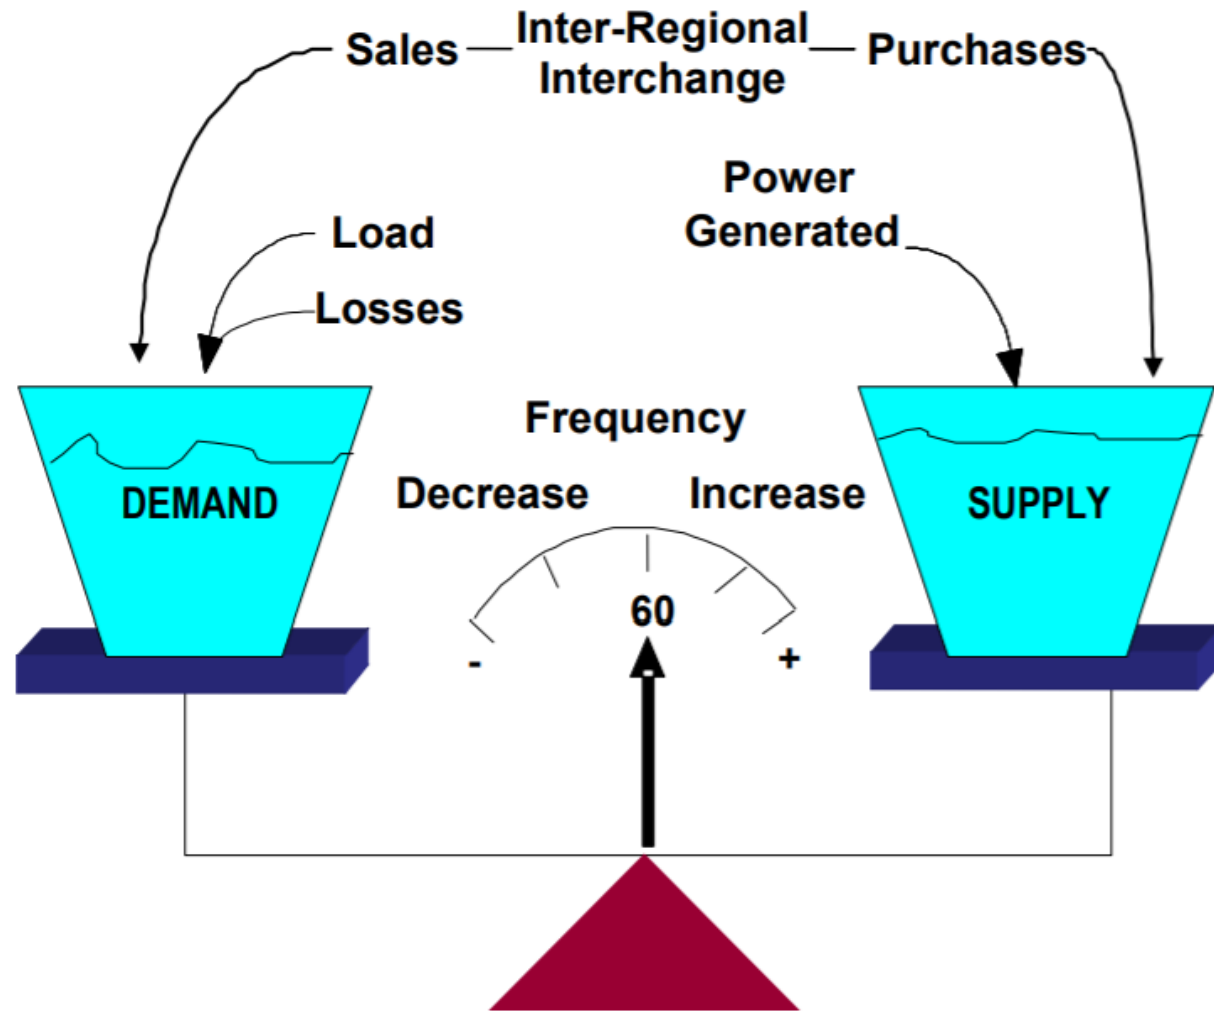 Sales
Inter-Regional
Interchange
Purchases
Power
Generated
Load
Losses
Frequency
Decrease
Increase
DEMAND
SUPPLY
60
-
+